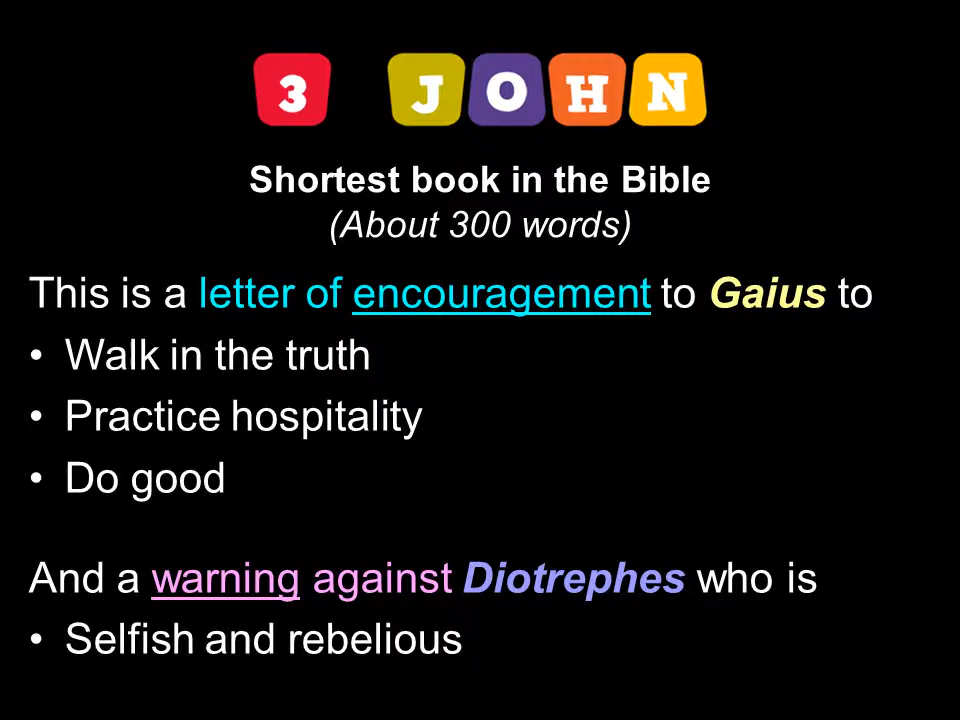 3 JOHN
Shortest book in the Bible
(About 300 words)
This is a letter of encouragement to Gaius to
• Walk in the truth
• Practice hospitality
• Do good
And a warning against Diotrephes who is
• Selfish and rebelious